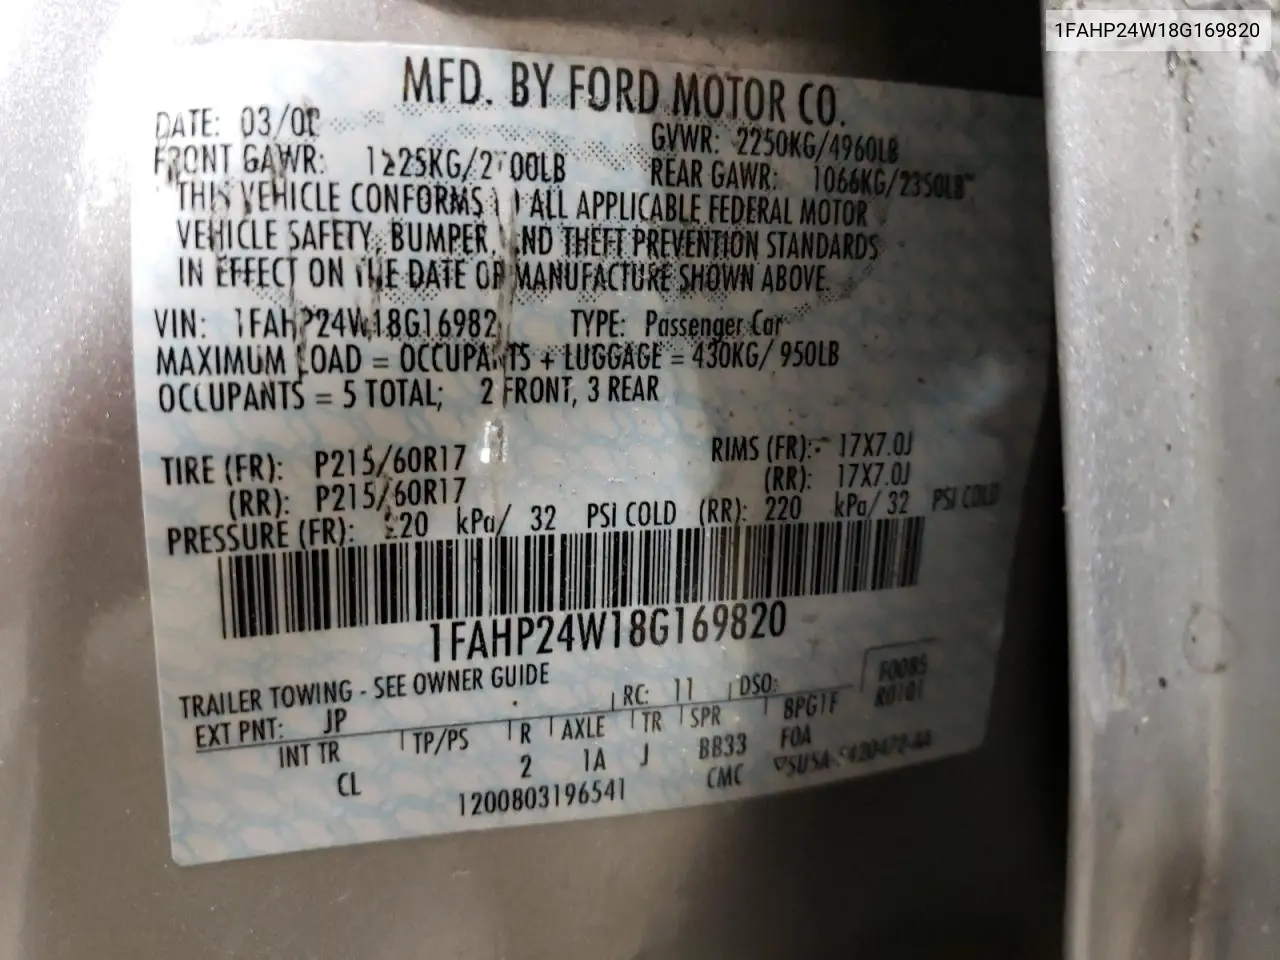 1FAHP24W18G169820
MFD. BY FORD MOTOR CO.
DATE: 03/0 GVWR: 2250KG/4960LB
FRONT GAWR: 1225KG/2700LB REAR GAWR: 1066KG/2350LB
THIS VEHICLE CONFORMS ALL APPLICABLE FEDERAL MOTOR
VEHICLE SAFETY, BUMPER, AND THEFT PREVENTION STANDARDS
IN EFFECT ON THE DATE OF MANUFACTURE SHOWN ABOVE.
VIN: 1FAHP24W18G16982 TYPE: Passenger Car
MAXIMUM LOAD = OCCUPANTS + LUGGAGE = 430KG/ 950LB
OCCUPANTS = 5 TOTAL; 2 FRONT, 3 REAR
TIRE (FR): P215/60R17 RIMS (FR): 17X7.0J
(RR): P215/60R17 (RR): 17X7.0J
PRESSURE (FR): 220 kPa/ 32 PSI COLD (RR): 220 kPa/ 32 PSI COLD
1FAHP24W18G169820
TRAILER TOWING - SEE OWNER GUIDE
EXT PNT: JP RC: 11 DSO: F0085
R0101
INT TR TP/PS R AXLE TR SPR 8PG1F
CL 2 1A J BB33 FOA
1200803196541 CMC